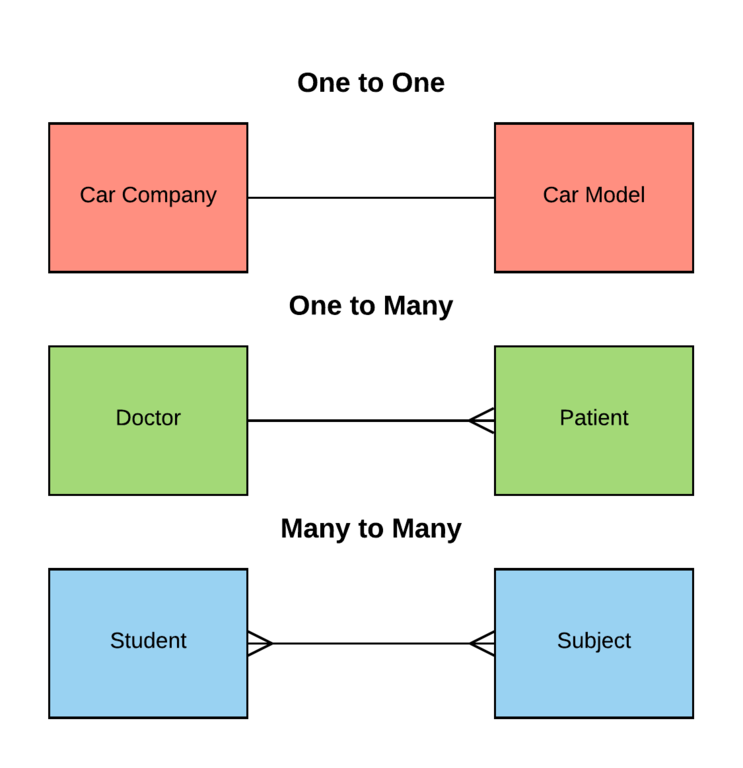 One to One
Car Company
Car Model
One to Many
Doctor
Patient
Many to Many
Student
Subject